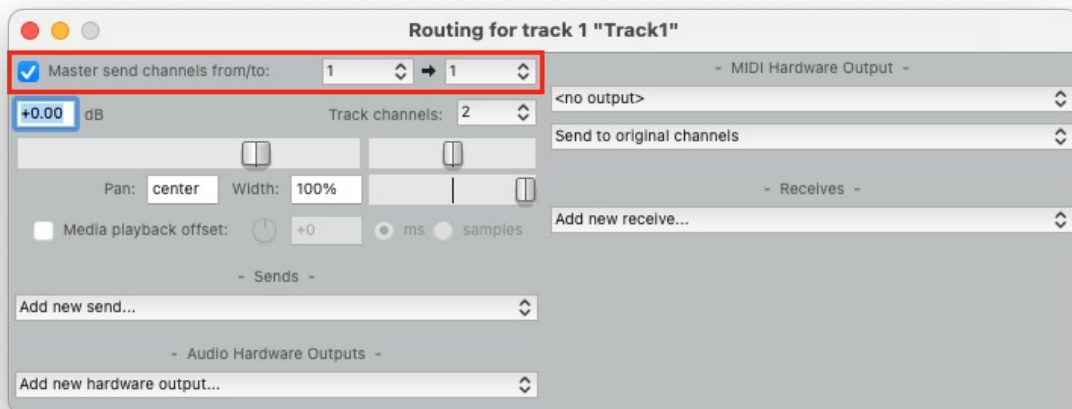 Routing for track 1 "Track1"
Master send channels from/to: 1 → 1
+0.00 dB Track channels: 2
Pan: center Width: 100%
Media playback offset: +0 ms samples
- Sends -
Add new send...
- Audio Hardware Outputs -
Add new hardware output...
- MIDI Hardware Output -
<no output>
Send to original channels
- Receives -
Add new receive...